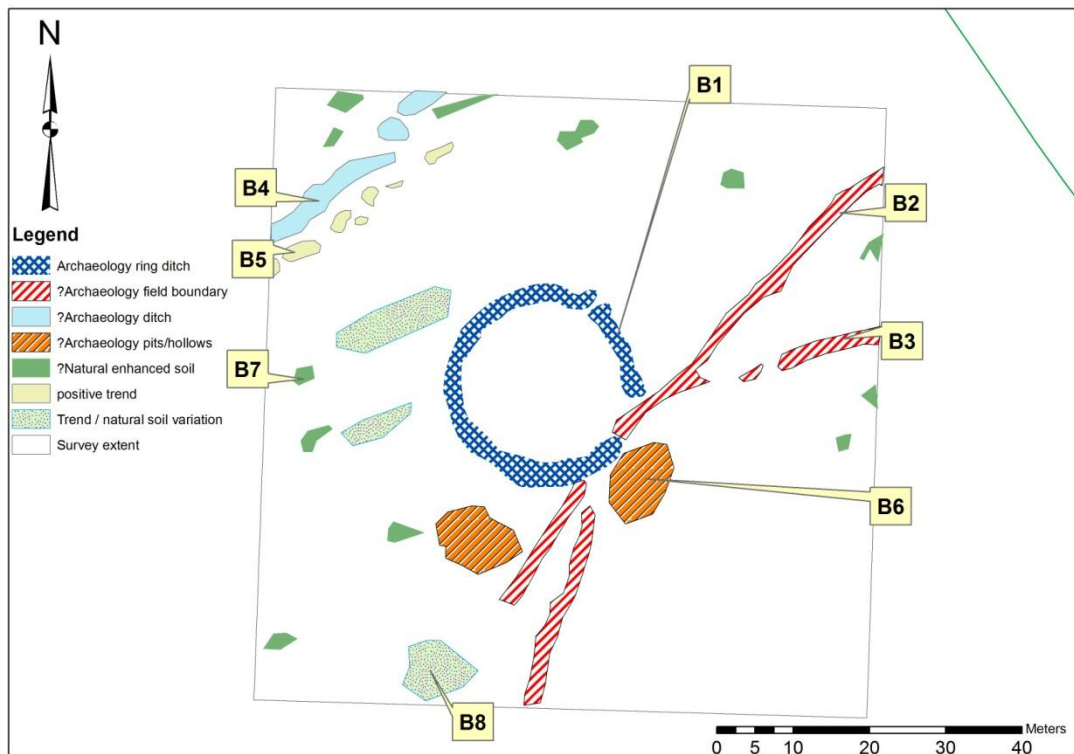 N
B1
B4
B2
Legend
B5
Archaeology ring ditch
?Archaeology field boundary
?Archaeology ditch
?Archaeology pits/hollows
?Natural enhanced soil
positive trend
Trend / natural soil variation
Survey extent
B7
B3
B6
B8
Meters
0 5 10 20 30 40